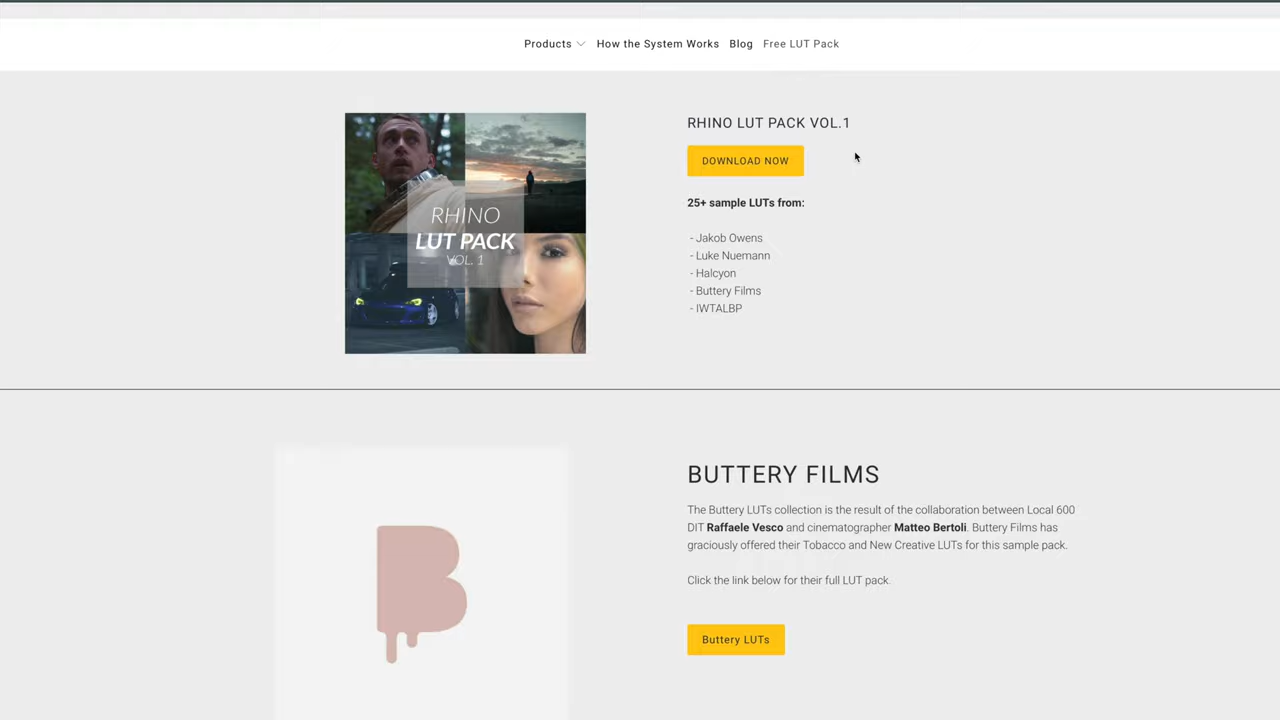 Products
How the System Works
Blog
Free LUT Pack
RHINO
LUT PACK
VOL. 1
RHINO LUT PACK VOL.1
DOWNLOAD NOW
25+ sample LUTs from:
- Jakob Owens
- Luke Nuemann
- Halcyon
- Buttery Films
- IWTALBP
B
BUTTERY FILMS
The Buttery LUTs collection is the result of the collaboration between Local 600
DIT Raffaele Vesco and cinematographer Matteo Bertoli. Buttery Films has
graciously offered their Tobacco and New Creative LUTs for this sample pack.
Click the link below for their full LUT pack.
Buttery LUTs